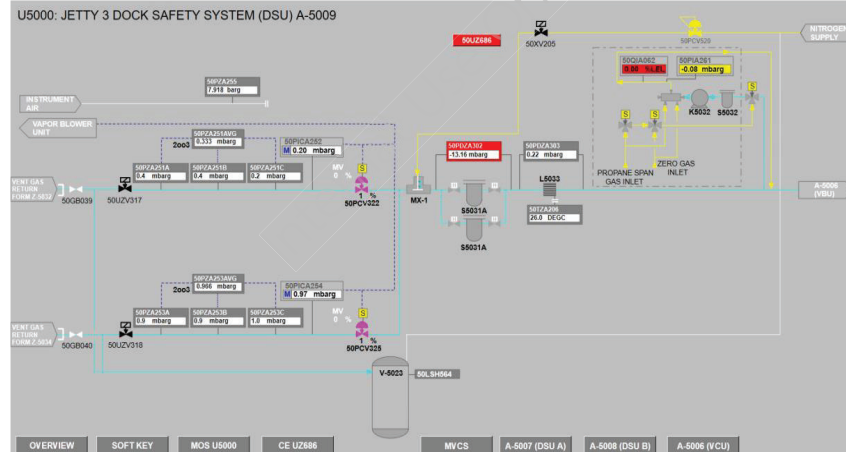 U5000: JETTY 3 DOCK SAFETY SYSTEM (DSU) A-5009
50UZ686
50XV205
50PCV520
NITROGEN
SUPPLY
50PZA255
7.918 barg
50QIA062
0.00 %LEL
50PIA261
-0.08 mbarg
INSTRUMENT
AIR
VAPOR BLOWER
UNIT
K5032
S5032
S
S
S
2oo3
50PZA251AVG
0.333 mbarg
50PICA252
M 0.20 mbarg
50PDZA302
-13.16 mbarg
50PDZA303
0.22 mbarg
50PZA251A
0.4 mbarg
50PZA251B
0.4 mbarg
50PZA251C
0.2 mbarg
MV
0 %
S
1 %
50PCV322
PROPANE SPAN
GAS INLET
ZERO GAS
INLET
VENT GAS
RETURN
FORM Z-5032
50GB039
50UZV317
MX-1
S5031A
L5033
50TZA206
26.0 DEGC
A-5006
(VBU)
S5031A
2oo3
50PZA253AVG
0.966 mbarg
50PICA254
M 0.97 mbarg
50PZA253A
0.9 mbarg
50PZA253B
0.9 mbarg
50PZA253C
1.0 mbarg
MV
0 %
S
1 %
50PCV325
VENT GAS
RETURN
FORM Z-5034
50GB040
50UZV318
V-5023
50LSH564
OVERVIEW
SOFT KEY
MOS U5000
CE UZ686
MVCS
A-5007 (DSU A)
A-5008 (DSU B)
A-5006 (VCU)